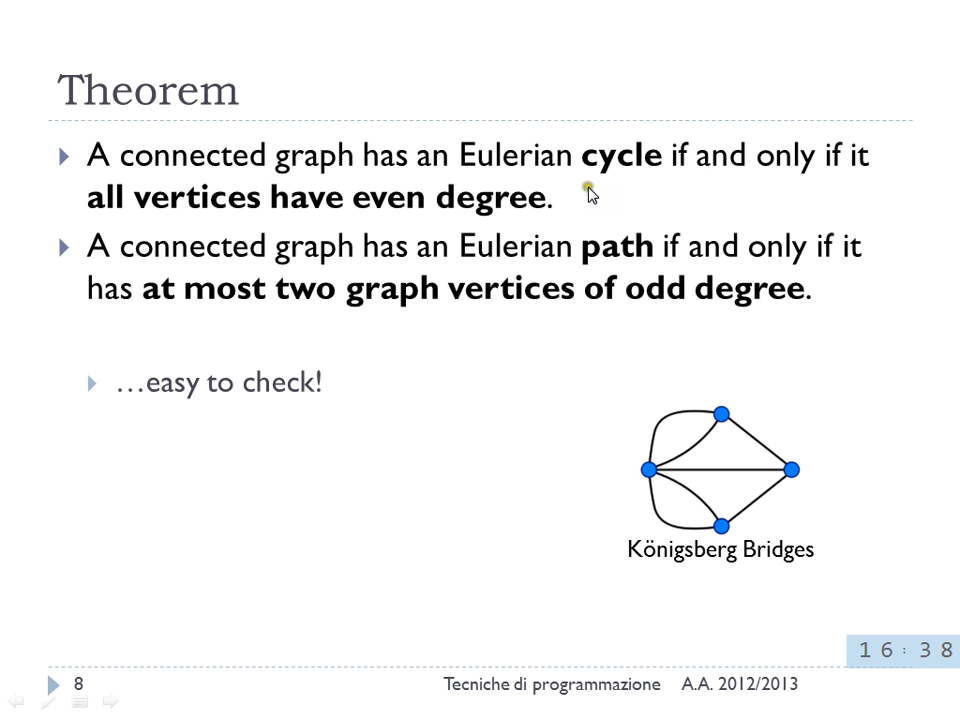 Theorem
A connected graph has an Eulerian cycle if and only if it
all vertices have even degree.
A connected graph has an Eulerian path if and only if it
has at most two graph vertices of odd degree.
…easy to check!
Königsberg Bridges
16:38
8 Tecniche di programmazione A.A. 2012/2013